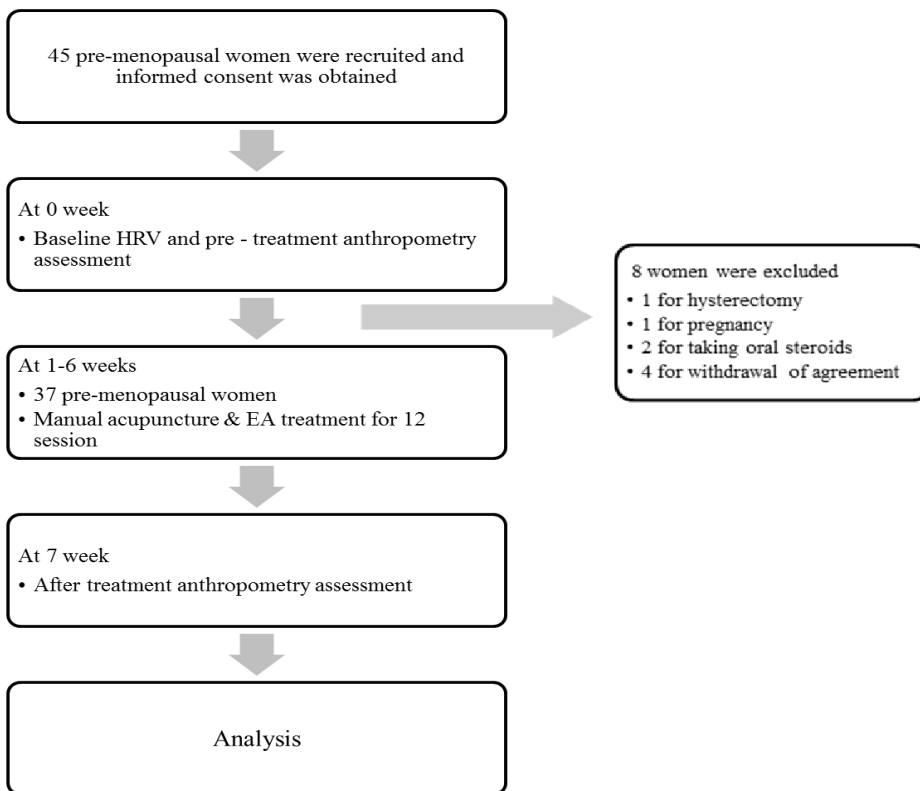 45 pre-menopausal women were recruited and
informed consent was obtained
At 0 week
• Baseline HRV and pre - treatment anthropometry
assessment
8 women were excluded
• 1 for hysterectomy
• 1 for pregnancy
• 2 for taking oral steroids
• 4 for withdrawal of agreement
At 1-6 weeks
• 37 pre-menopausal women
• Manual acupuncture & EA treatment for 12
session
At 7 week
• After treatment anthropometry assessment
Analysis